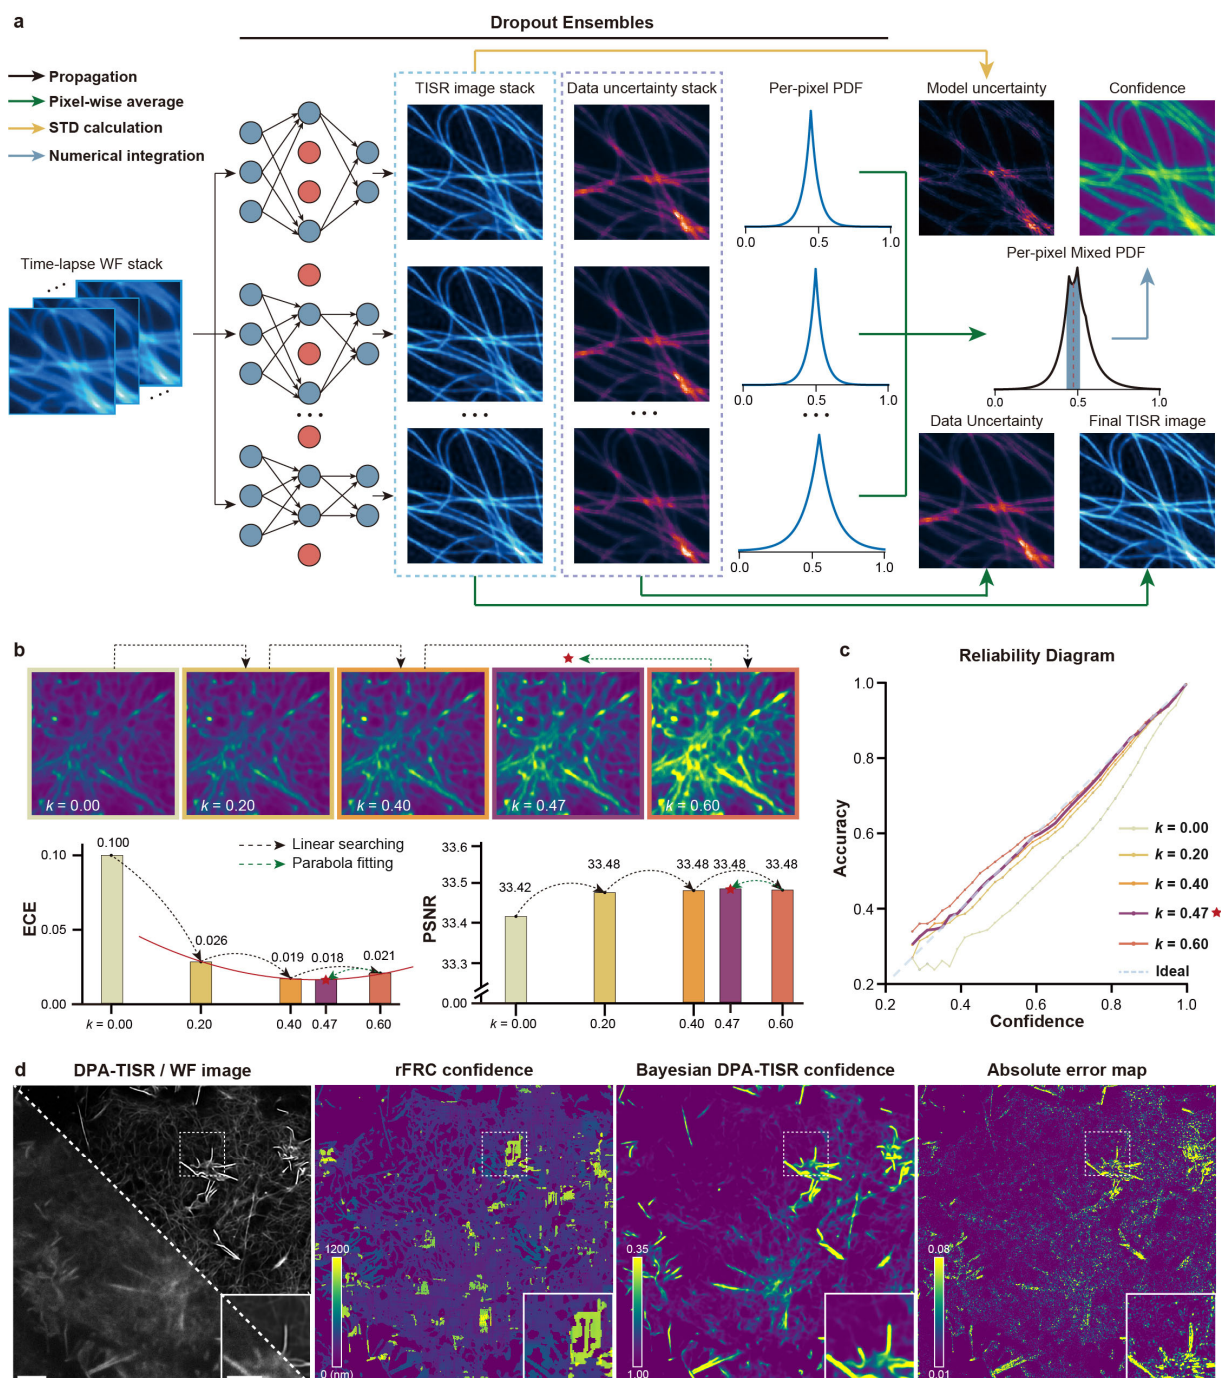 a
Dropout Ensembles
Propagation
Pixel-wise average
STD calculation
Numerical integration
TISR image stack
Data uncertainty stack
Per-pixel PDF
Model uncertainty
Confidence
Time-lapse WF stack
0.0 0.5 1.0
Per-pixel Mixed PDF
0.0 0.5 1.0
0.0 0.5 1.0
Data Uncertainty
Final TISR image
0.0 0.5 1.0
b
k = 0.00
k = 0.20
k = 0.40
k = 0.47
k = 0.60
Linear searching
Parabola fitting
ECE
0.10
0.05
0.00
0.100
0.026
0.019
0.018
0.021
k = 0.00 0.20 0.40 0.47 0.60
PSNR
33.6
33.5
33.4
33.3
0.00
33.42
33.48
33.48
33.48
33.48
k = 0.00 0.20 0.40 0.47 0.60
c
Reliability Diagram
Accuracy
1.0
0.8
0.6
0.4
0.2
0.2 0.4 0.6 0.8 1.0
Confidence
k = 0.00
k = 0.20
k = 0.40
k = 0.47
k = 0.60
Ideal
d
DPA-TISR / WF image
rFRC confidence
Bayesian DPA-TISR confidence
Absolute error map
1200
0 (nm)
0.35
1.00
0.08
0.01